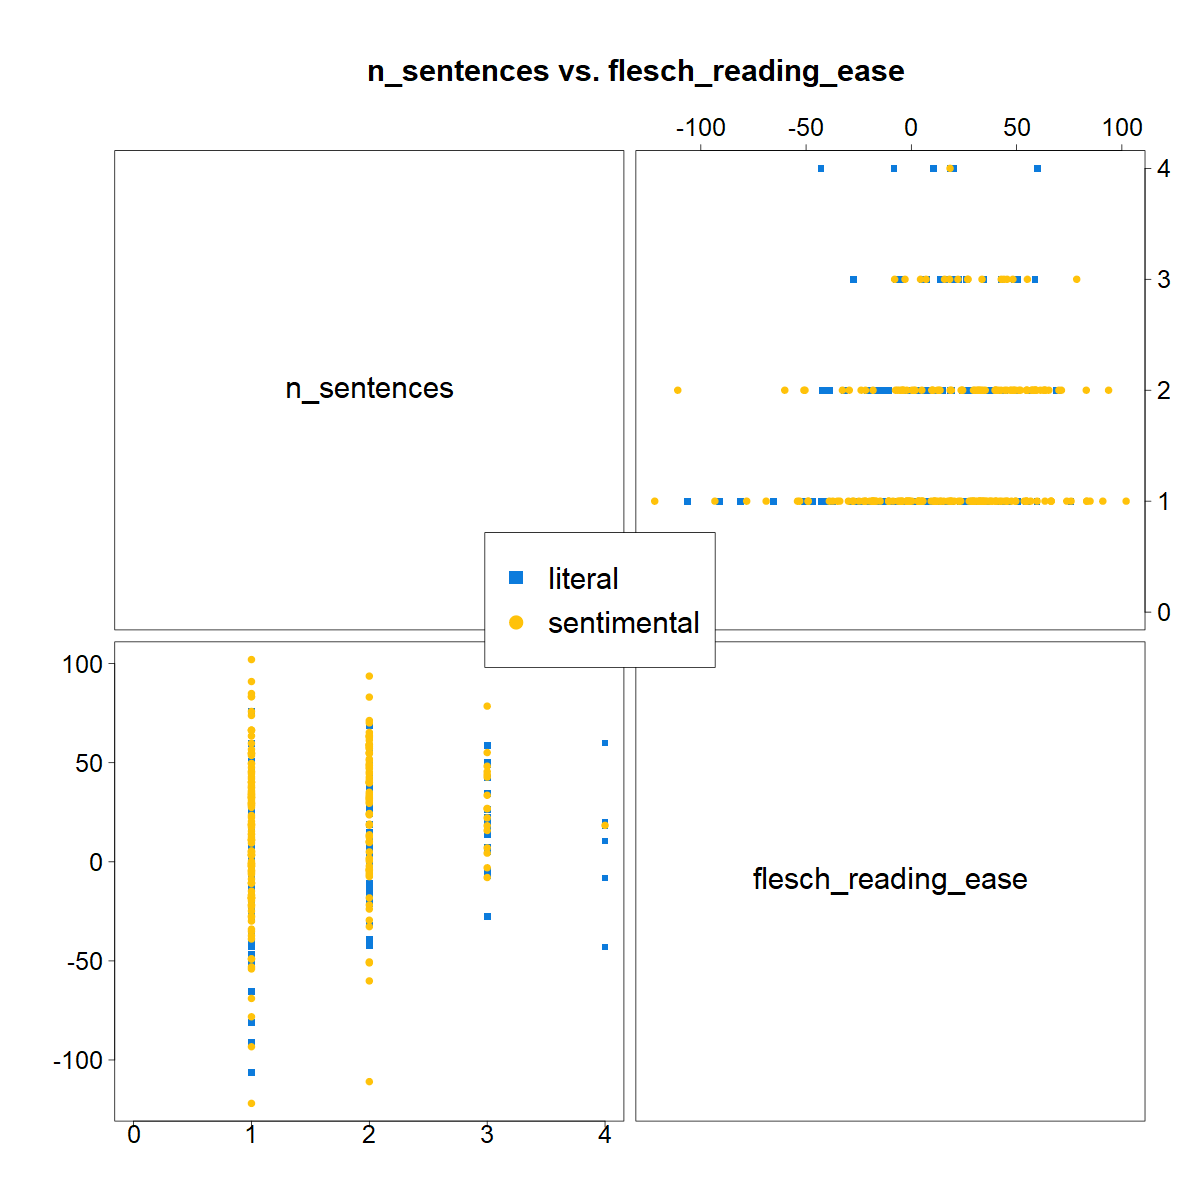 n_sentences vs. flesch_reading_ease
-100 -50 0 50 100
n_sentences
4
3
2
1
0
literal
sentimental
100
50
0
-50
-100
flesch_reading_ease
0 1 2 3 4